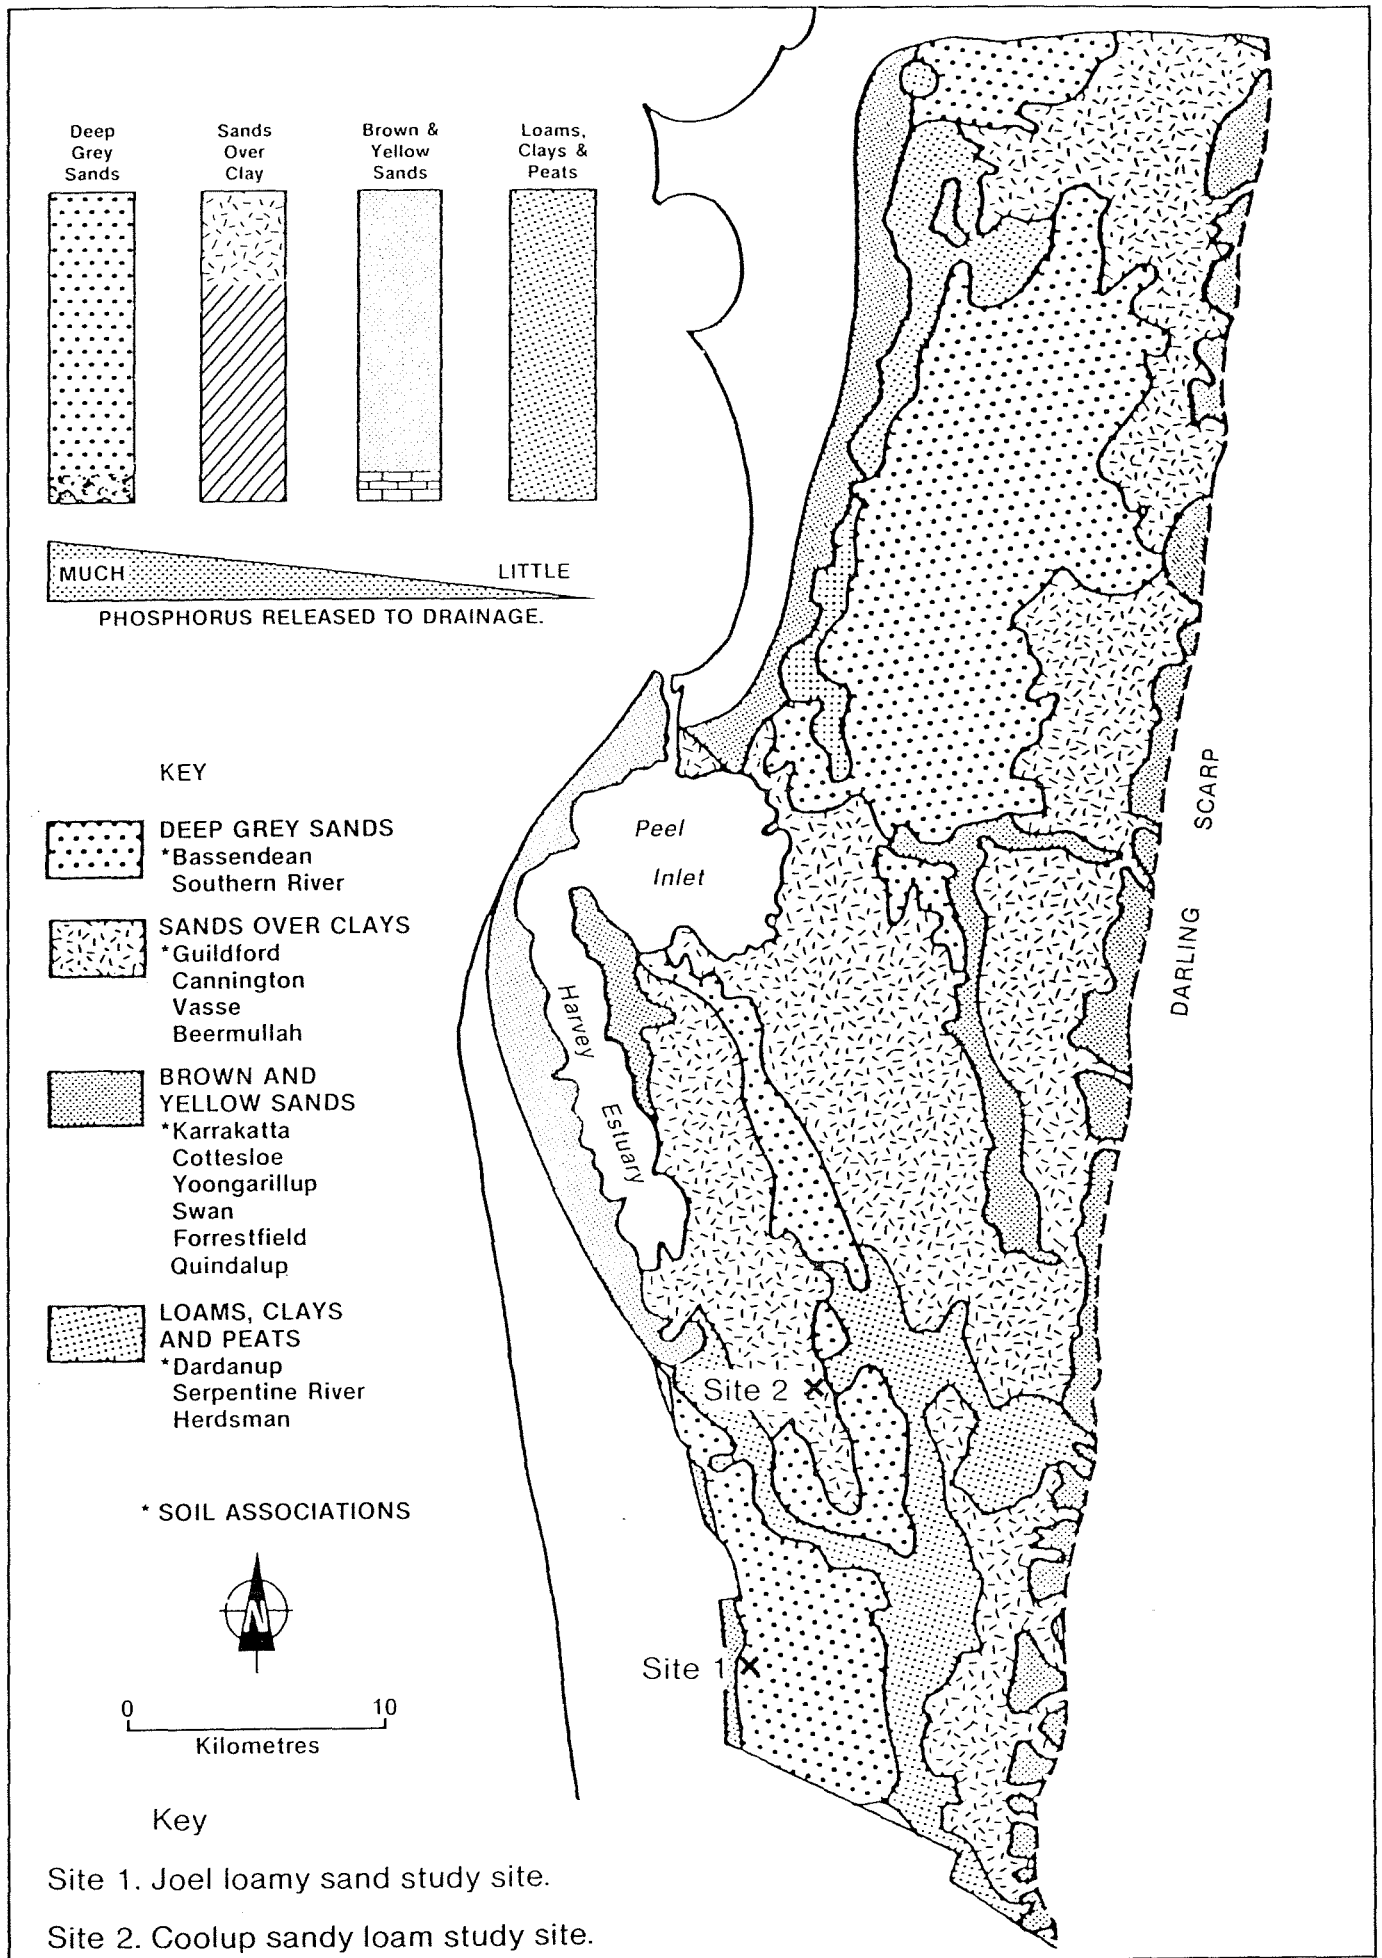 Deep
Grey
Sands
Sands
Over
Clay
Brown &
Yellow
Sands
Loams,
Clays &
Peats
MUCH
LITTLE
PHOSPHORUS RELEASED TO DRAINAGE.
KEY
DEEP GREY SANDS
*Bassendean
Southern River
SANDS OVER CLAYS
*Guildford
Cannington
Vasse
Beermullah
BROWN AND
YELLOW SANDS
*Karrakatta
Cottesloe
Yoongarillup
Swan
Forrestfield
Quindalup
LOAMS, CLAYS
AND PEATS
*Dardanup
Serpentine River
Herdsman
* SOIL ASSOCIATIONS
N
0 10
Kilometres
Peel
Inlet
Harvey
Estuary
DARLING SCARP
Site 2
Site 1
Key
Site 1. Joel loamy sand study site.
Site 2. Coolup sandy loam study site.